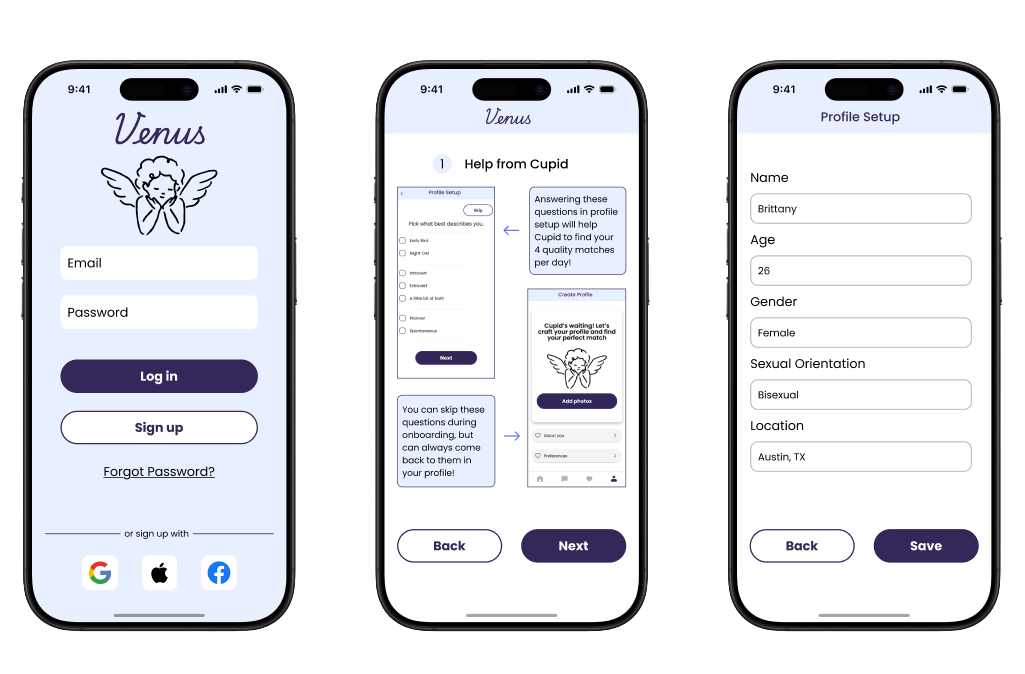 9:41
Venus
Email
Password
Log in
Sign up
Forgot Password?
or sign up with
9:41
Venus
1 Help from Cupid
Profile Setup
Skip
Pick what best describes you.
Early Bird
Night Owl
Introvert
Extrovert
A little bit of both
Planner
Spontaneous
Next
Answering these
questions in profile
setup will help
Cupid to find your
4 quality matches
per day!
You can skip these
questions during
onboarding, but
can always come
back to them in
your profile!
Create Profile
Cupid's waiting! Let's
craft your profile and find
your perfect match
Add photos
About you
Preferences
Back
Next
9:41
Profile Setup
Name
Brittany
Age
26
Gender
Female
Sexual Orientation
Bisexual
Location
Austin, TX
Back
Save